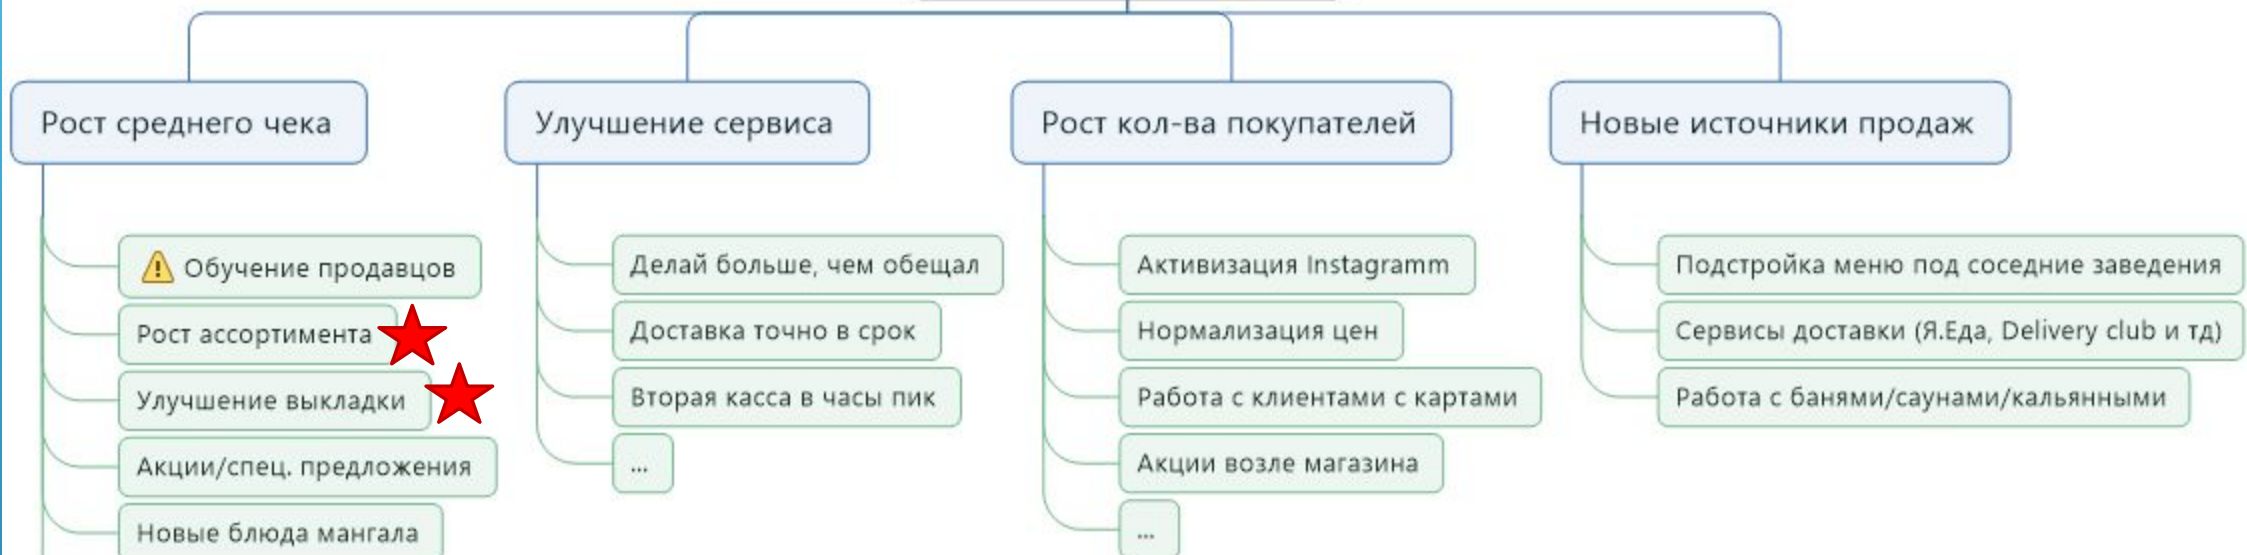 Рост среднего чека
Обучение продавцов
Рост ассортимента
Улучшение выкладки
Акции/спец. предложения
Новые блюда мангала
Улучшение сервиса
Делай больше, чем обещал
Доставка точно в срок
Вторая касса в часы пик
...
Рост кол-ва покупателей
Активизация Instagramm
Нормализация цен
Работа с клиентами с картами
Акции возле магазина
...
Новые источники продаж
Подстройка меню под соседние заведения
Сервисы доставки (Я.Еда, Delivery club и тд)
Работа с банями/саунами/кальянными